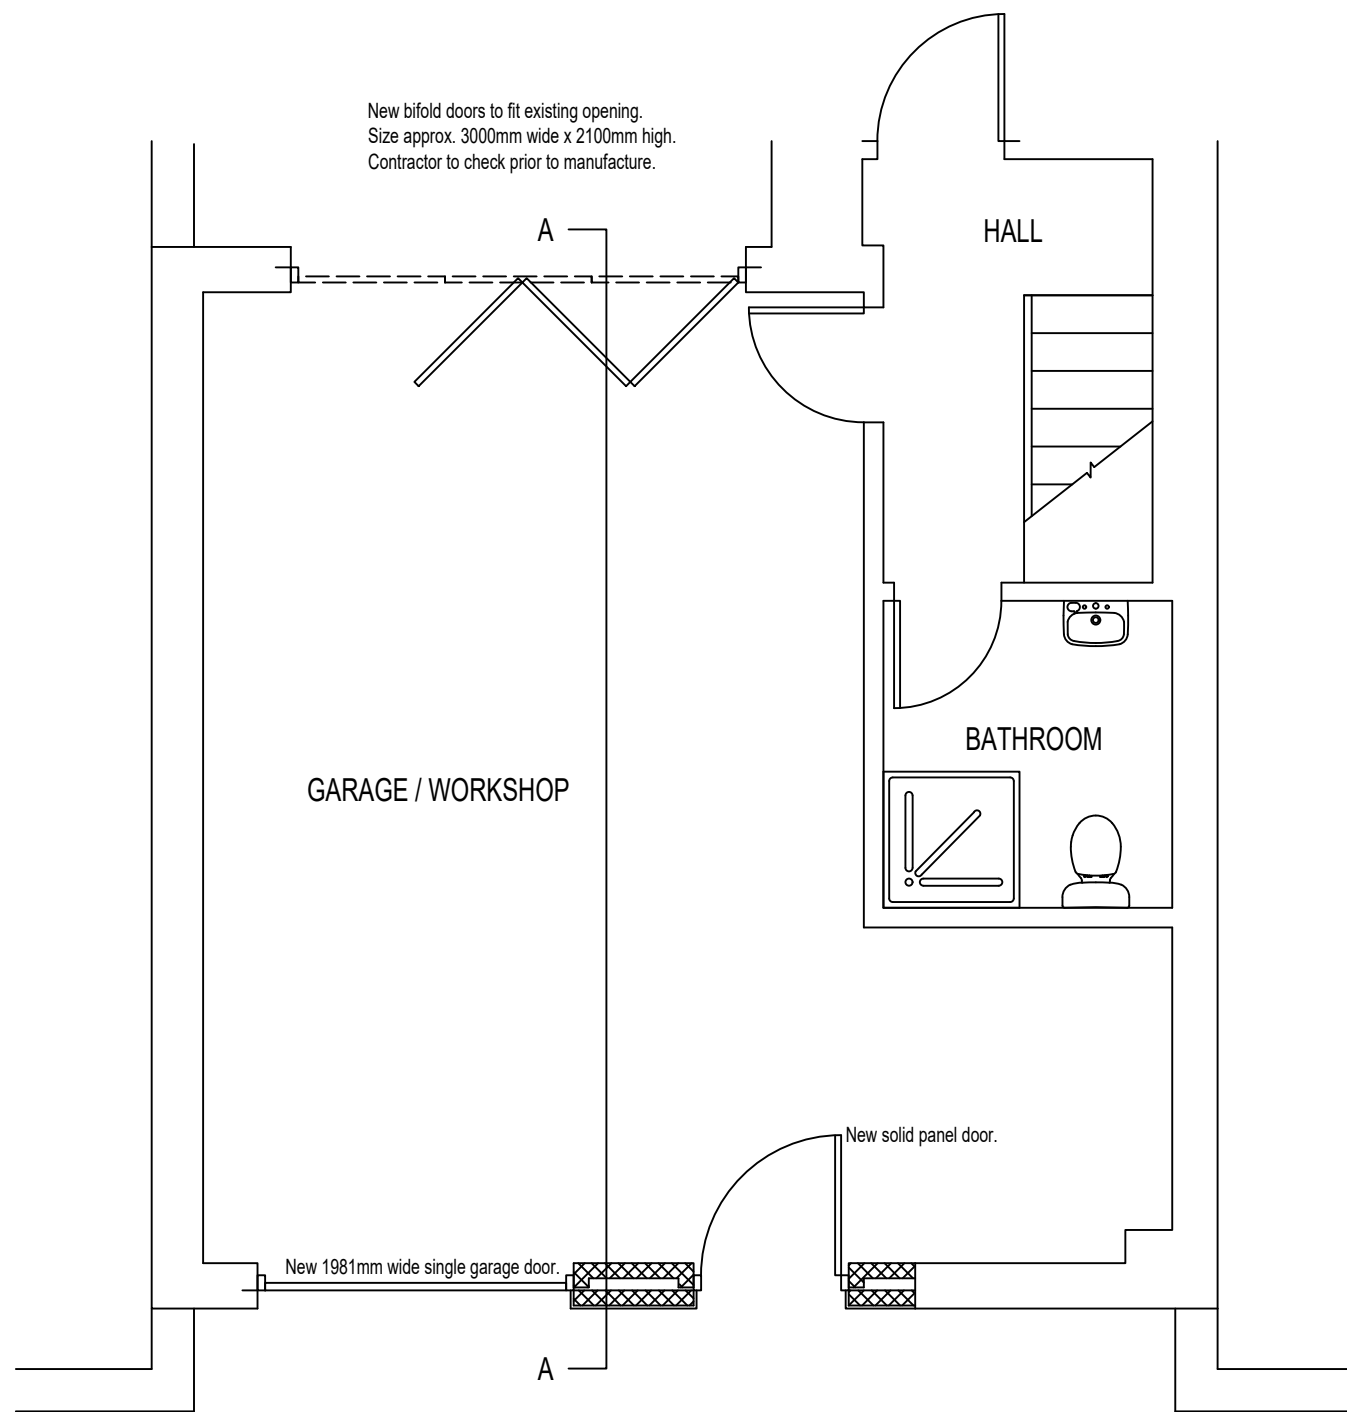 New bifold doors to fit existing opening.
Size approx. 3000mm wide x 2100mm high.
Contractor to check prior to manufacture.
A
HALL
BATHROOM
GARAGE / WORKSHOP
New solid panel door.
New 1981mm wide single garage door.
A